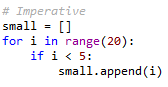 # Imperative
small = []
for i in range(20):
    if i < 5:
        small.append(i)